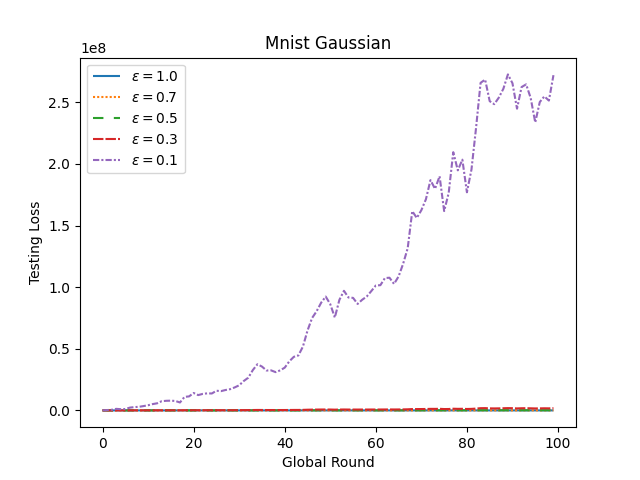 Mnist Gaussian
1e8
ε = 1.0
ε = 0.7
ε = 0.5
ε = 0.3
ε = 0.1
2.5
2.0
1.5
1.0
0.5
0.0
Testing Loss
0 20 40 60 80 100
Global Round